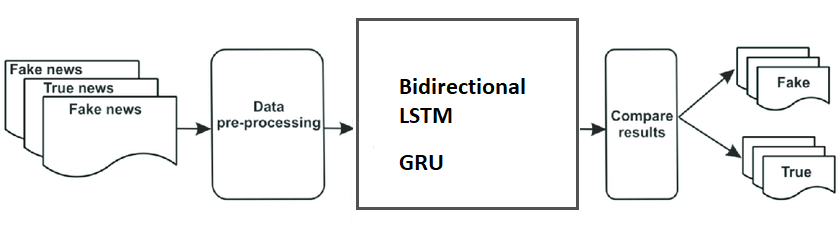 Fake news
True news
Fake news
Data
pre-processing
Bidirectional
LSTM
GRU
Compare
results
Fake
True